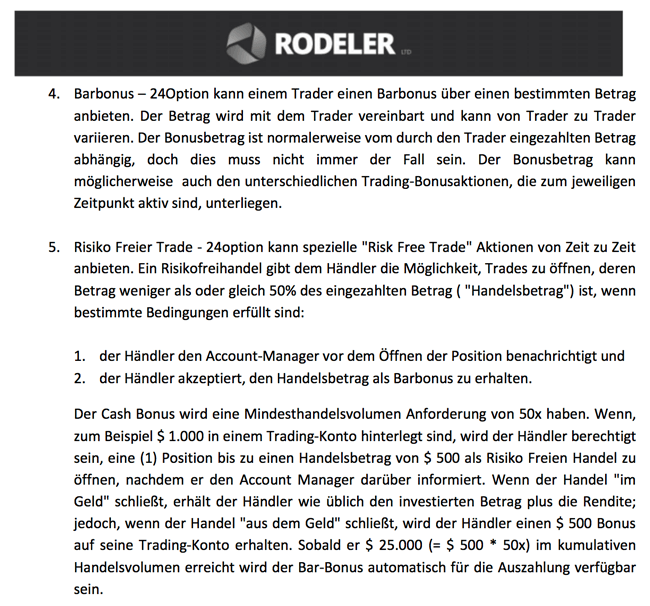 RODELER LTD
4. Barbonus – 24Option kann einem Trader einen Barbonus über einen bestimmten Betrag
anbieten. Der Betrag wird mit dem Trader vereinbart und kann von Trader zu Trader
variieren. Der Bonusbetrag ist normalerweise vom durch den Trader eingezahlten Betrag
abhängig, doch dies muss nicht immer der Fall sein. Der Bonusbetrag kann
möglicherweise auch den unterschiedlichen Trading-Bonusaktionen, die zum jeweiligen
Zeitpunkt aktiv sind, unterliegen.
5. Risiko Freier Trade - 24option kann spezielle "Risk Free Trade" Aktionen von Zeit zu Zeit
anbieten. Ein Risikofreihandel gibt dem Händler die Möglichkeit, Trades zu öffnen, deren
Betrag weniger als oder gleich 50% des eingezahlten Betrag ( "Handelsbetrag") ist, wenn
bestimmte Bedingungen erfüllt sind:
1. der Händler den Account-Manager vor dem Öffnen der Position benachrichtigt und
2. der Händler akzeptiert, den Handelsbetrag als Barbonus zu erhalten.
Der Cash Bonus wird eine Mindesthandelsvolumen Anforderung von 50x haben. Wenn,
zum Beispiel $ 1.000 in einem Trading-Konto hinterlegt sind, wird der Händler berechtigt
sein, eine (1) Position bis zu einen Handelsbetrag von $ 500 als Risiko Freien Handel zu
öffnen, nachdem er den Account Manager darüber informiert. Wenn der Handel "im
Geld" schließt, erhält der Händler wie üblich den investierten Betrag plus die Rendite;
jedoch, wenn der Handel "aus dem Geld" schließt, wird der Händler einen $ 500 Bonus
auf seine Trading-Konto erhalten. Sobald er $ 25.000 (= $ 500 * 50x) im kumulativen
Handelsvolumen erreicht wird der Bar-Bonus automatisch für die Auszahlung verfügbar
sein.